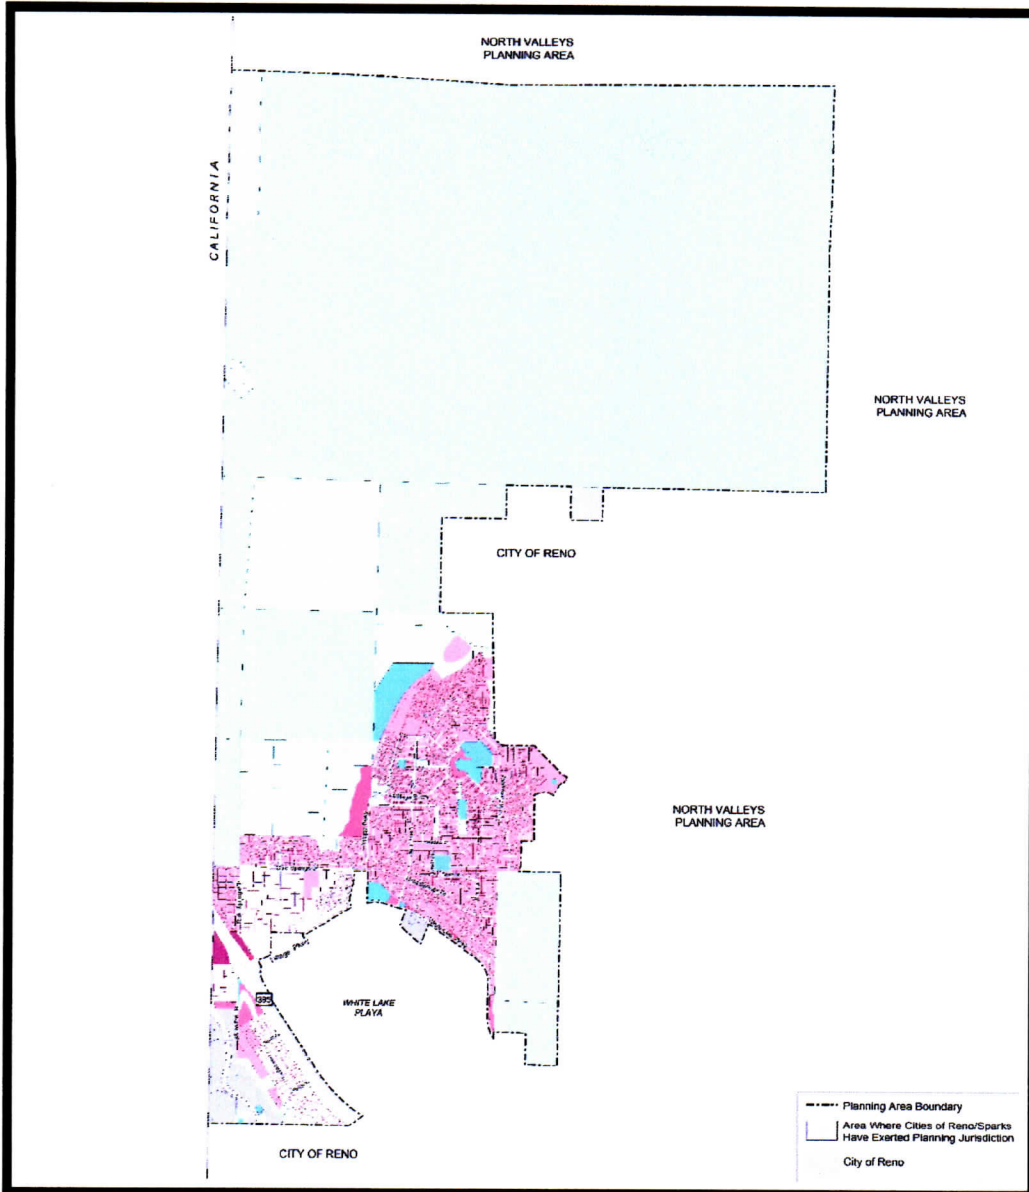 NORTH VALLEYS
PLANNING AREA
CALIFORNIA
NORTH VALLEYS
PLANNING AREA
CITY OF RENO
NORTH VALLEYS
PLANNING AREA
395
WHITE LAKE
PLAYA
CITY OF RENO
Planning Area Boundary
Area Where Cities of Reno/Sparks
Have Exerted Planning Jurisdiction
City of Reno